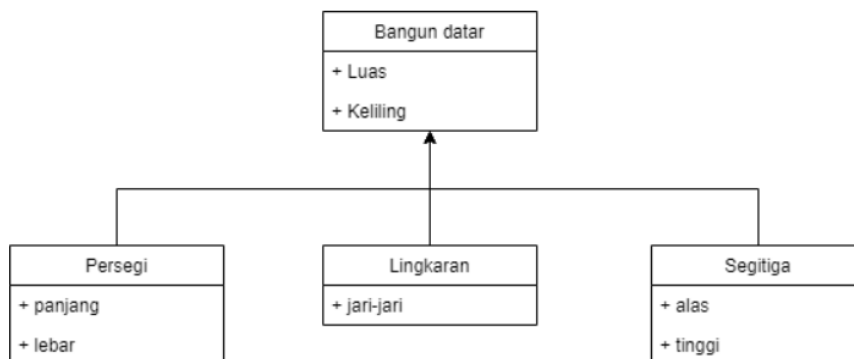 Bangun datar
+ Luas
+ Keliling
Persegi
+ panjang
+ lebar
Lingkaran
+ jari-jari
Segitiga
+ alas
+ tinggi